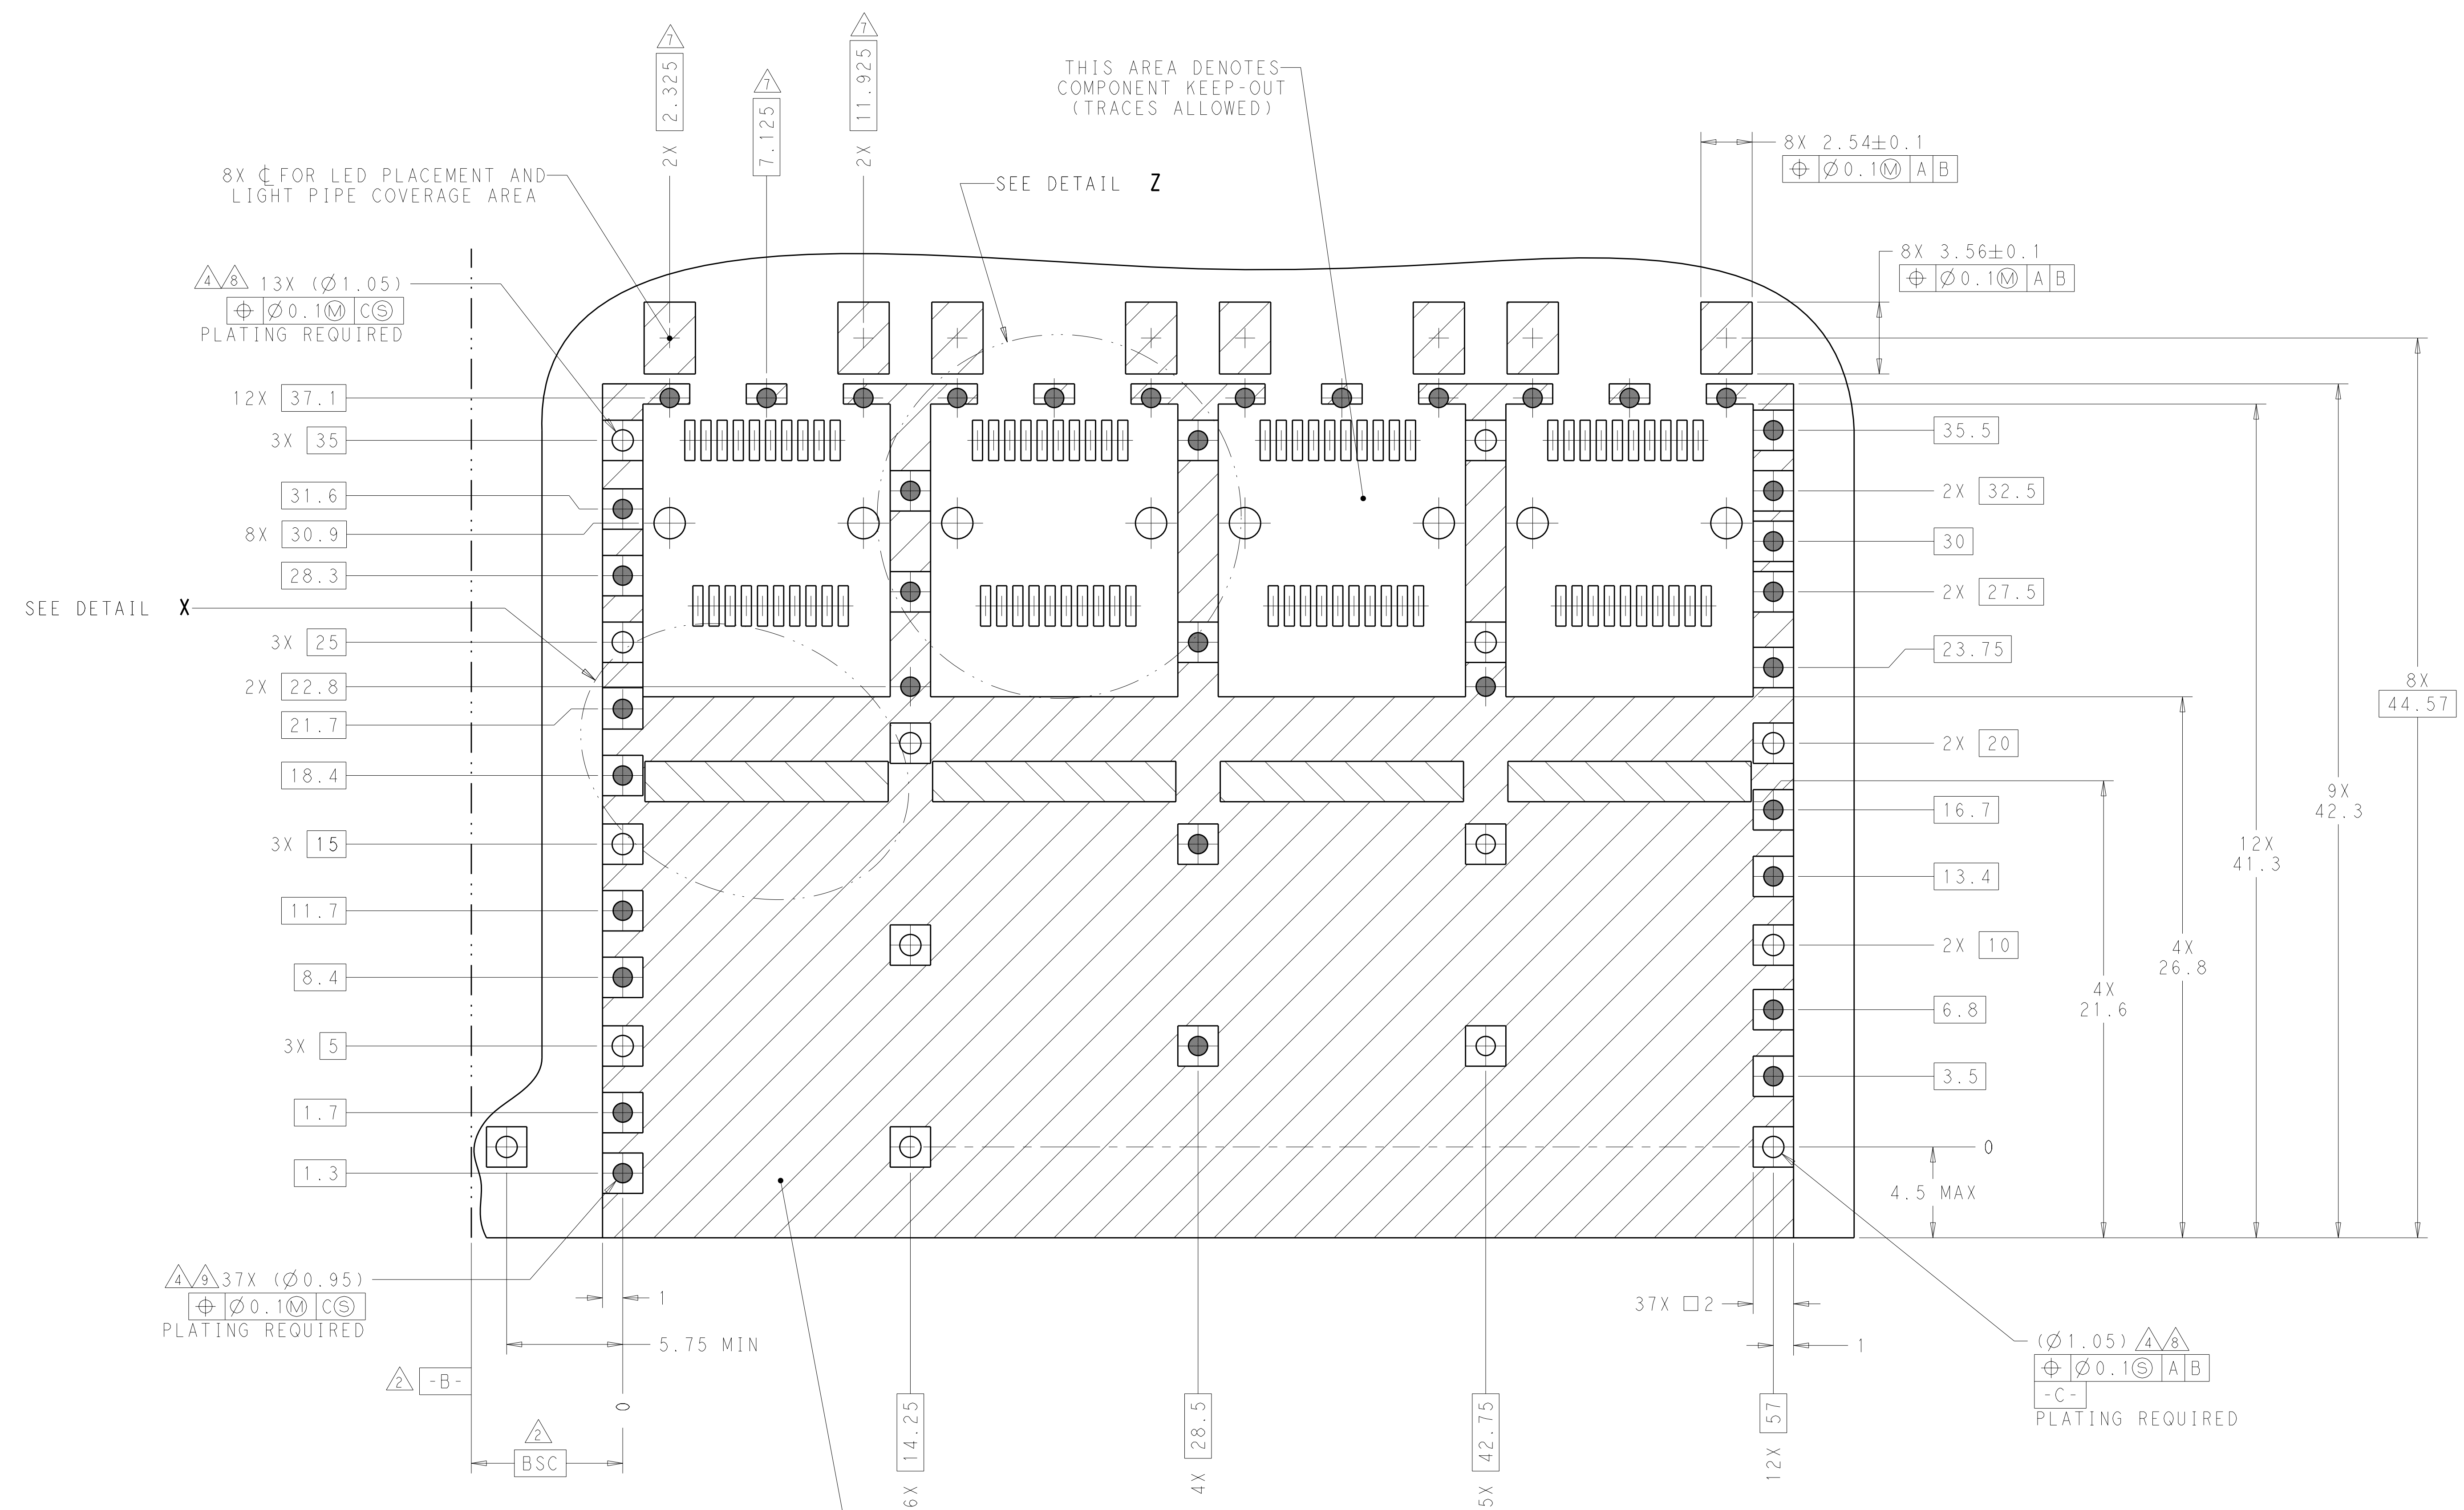 7
2X 2.325
7
7.125
7
2X 11.925
THIS AREA DENOTES
COMPONENT KEEP-OUT
(TRACES ALLOWED)
8X 2.54±0.1
⌖ ∅0.1Ⓜ A B
8X ℄ FOR LED PLACEMENT AND
LIGHT PIPE COVERAGE AREA
SEE DETAIL Z
8X 3.56±0.1
⌖ ∅0.1Ⓜ A B
4 8 13X (∅1.05)
⌖ ∅0.1Ⓜ CⓈ
PLATING REQUIRED
12X 37.1
3X 35
31.6
8X 30.9
28.3
SEE DETAIL X
3X 25
2X 22.8
21.7
18.4
3X 15
11.7
8.4
3X 5
1.7
1.3
35.5
2X 32.5
30
2X 27.5
23.75
2X 20
16.7
13.4
2X 10
6.8
3.5
0
4.5 MAX
4X
21.6
4X
26.8
12X
41.3
9X
42.3
8X
44.57
4 9 37X (∅0.95)
⌖ ∅0.1Ⓜ CⓈ
PLATING REQUIRED
1
5.75 MIN
2 -B-
0
2
BSC
6X 14.25
4X 28.5
5X 42.75
12X 57
37X □2
1
(∅1.05) 4 8
⌖ ∅0.1Ⓢ A B
-C-
PLATING REQUIRED